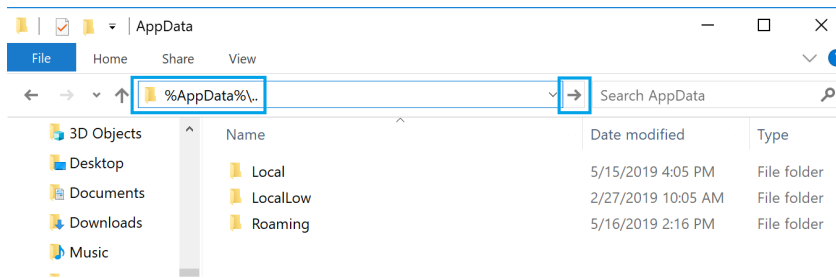 AppData
File Home Share View
%AppData%\.. Search AppData
3D Objects Name Date modified Type
Desktop Local 5/15/2019 4:05 PM File folder
Documents LocalLow 2/27/2019 10:05 AM File folder
Downloads Roaming 5/16/2019 2:16 PM File folder
Music